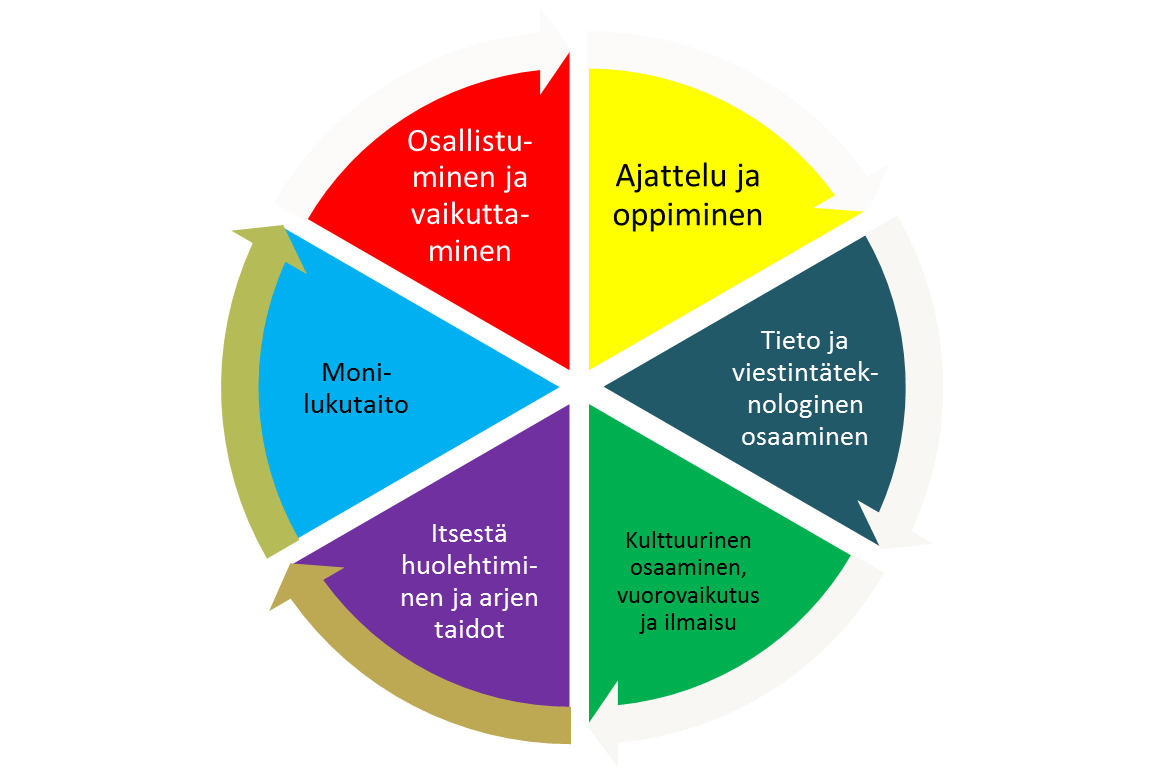 Osallistu-
minen ja
vaikutta-
minen
Ajattelu ja
oppiminen
Tieto ja
viestintätek-
nologinen
osaaminen
Kulttuurinen
osaaminen,
vuorovaikutus
ja ilmaisu
Itsestä
huolehtimi-
nen ja arjen
taidot
Moni-
lukutaito